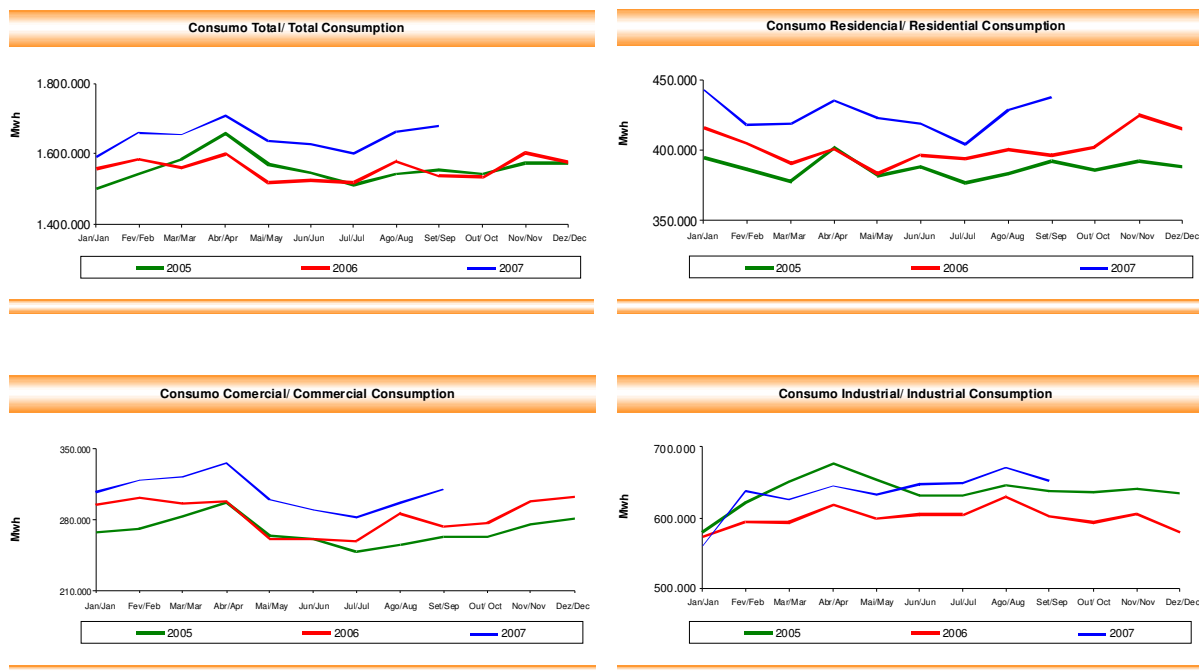 Consumo Total/ Total Consumption
Mwh
1.800.000
1.600.000
1.400.000
Jan/Jan Fev/Feb Mar/Mar Abr/Apr Mai/May Jun/Jun Jul/Jul Ago/Aug Set/Sep Out/ Oct Nov/Nov Dez/Dec
2005 2006 2007
Consumo Residencial/ Residential Consumption
Mwh
450.000
400.000
350.000
Jan/Jan Fev/Feb Mar/Mar Abr/Apr Mai/May Jun/Jun Jul/Jul Ago/Aug Set/Sep Out/ Oct Nov/Nov Dez/Dec
2005 2006 2007
Consumo Comercial/ Commercial Consumption
Mwh
350.000
280.000
210.000
Jan/Jan Fev/Feb Mar/Mar Abr/Apr Mai/May Jun/Jun Jul/Jul Ago/Aug Set/Sep Out/ Oct Nov/Nov Dez/Dec
2005 2006 2007
Consumo Industrial/ Industrial Consumption
Mwh
700.000
600.000
500.000
Jan/Jan Fev/Feb Mar/Mar Abr/Apr Mai/May Jun/Jun Jul/Jul Ago/Aug Set/Sep Out/ Oct Nov/Nov Dez/Dec
2005 2006 2007